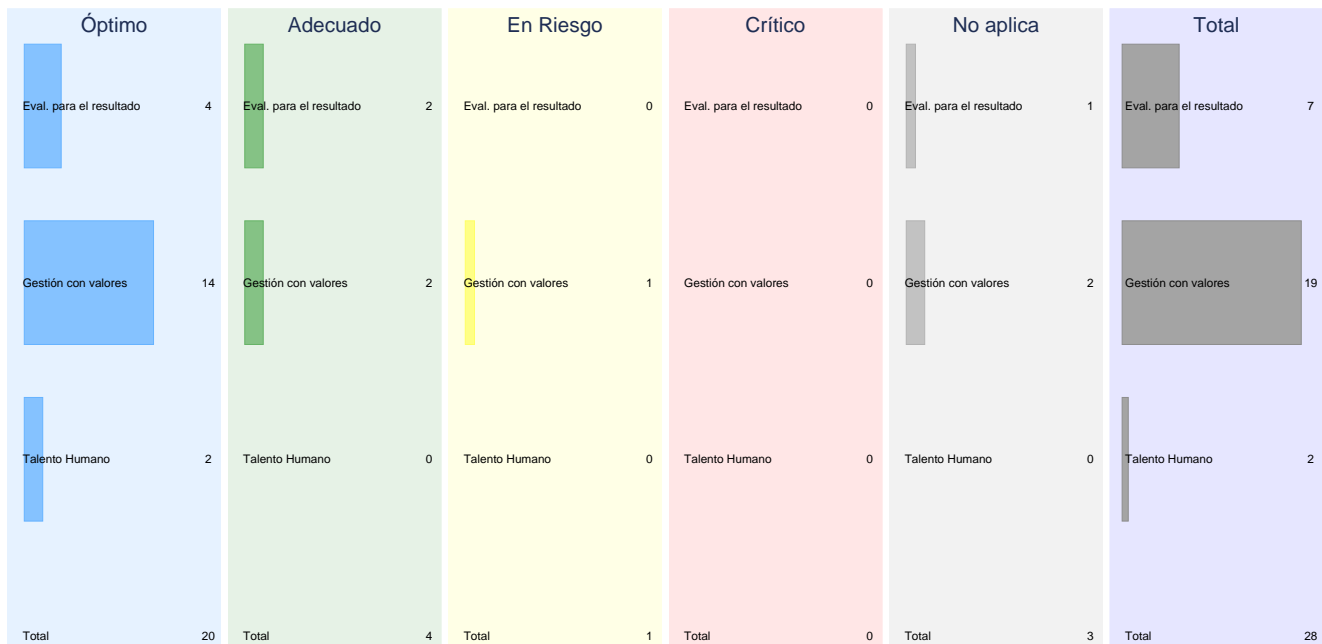 Óptimo Adecuado En Riesgo Crítico No aplica Total
Eval. para el resultado 4 Eval. para el resultado 2 Eval. para el resultado 0 Eval. para el resultado 0 Eval. para el resultado 1 Eval. para el resultado 7
Gestión con valores 14 Gestión con valores 2 Gestión con valores 1 Gestión con valores 0 Gestión con valores 2 Gestión con valores 19
Talento Humano 2 Talento Humano 0 Talento Humano 0 Talento Humano 0 Talento Humano 0 Talento Humano 2
Total 20 Total 4 Total 1 Total 0 Total 3 Total 28